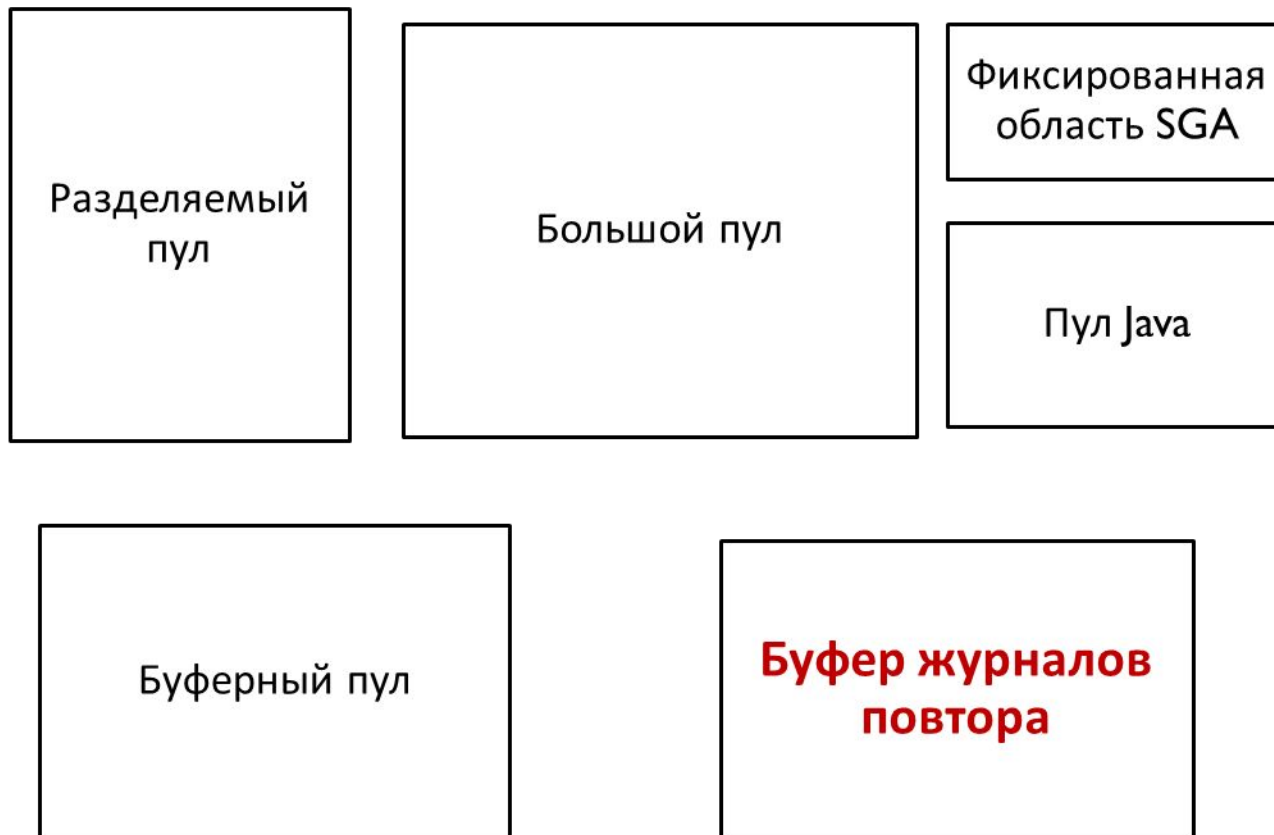 Разделяемый
пул
Большой пул
Фиксированная
область SGA
Пул Java
Буферный пул
Буфер журналов
повтора